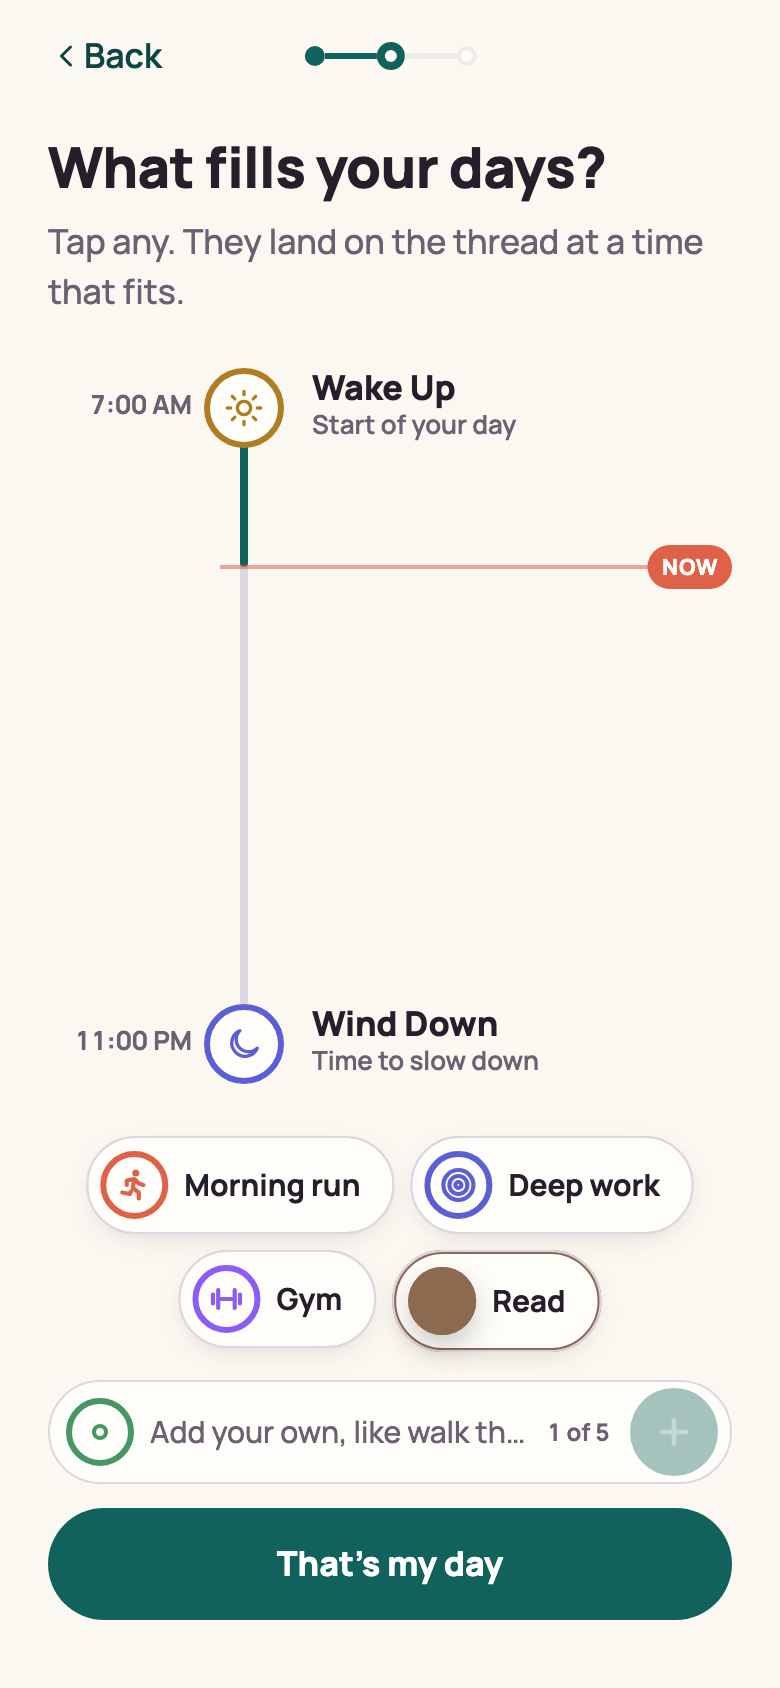 Back
What fills your days?
Tap any. They land on the thread at a time
that fits.
7:00 AM
Wake Up
Start of your day
NOW
11:00 PM
Wind Down
Time to slow down
Morning run
Deep work
Gym
Read
Add your own, like walk th...
1 of 5
That's my day